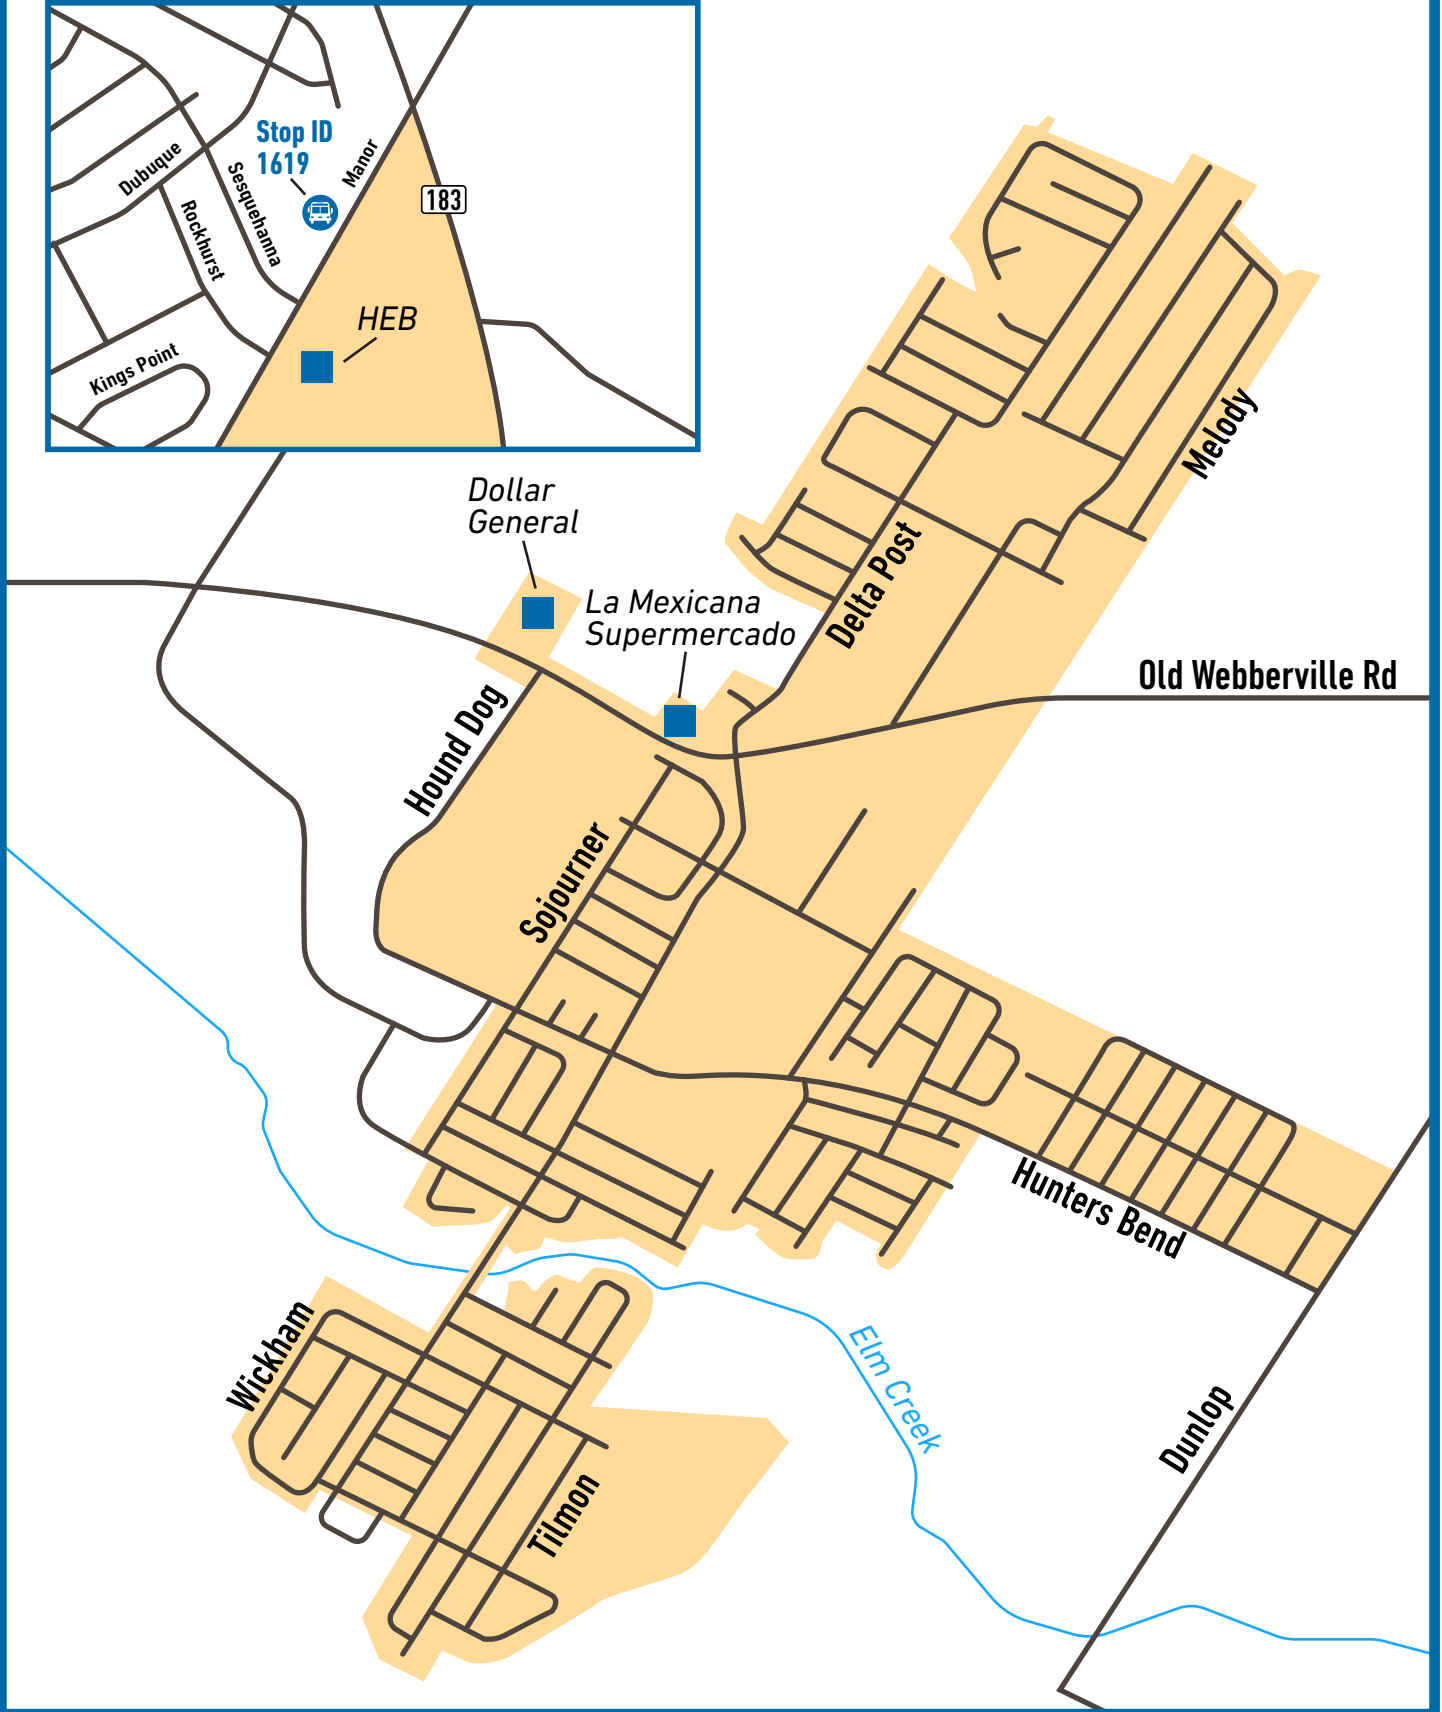 Stop ID
1619
Manor
Dubuque
Sesquehanna
183
Rockhurst
HEB
Kings Point
Melody
Dollar
General
Delta Post
La Mexicana
Supermercado
Old Webberville Rd
Hound Dog
Sojourner
Hunters Bend
Wickham
Elm Creek
Dunlop
Tilmon